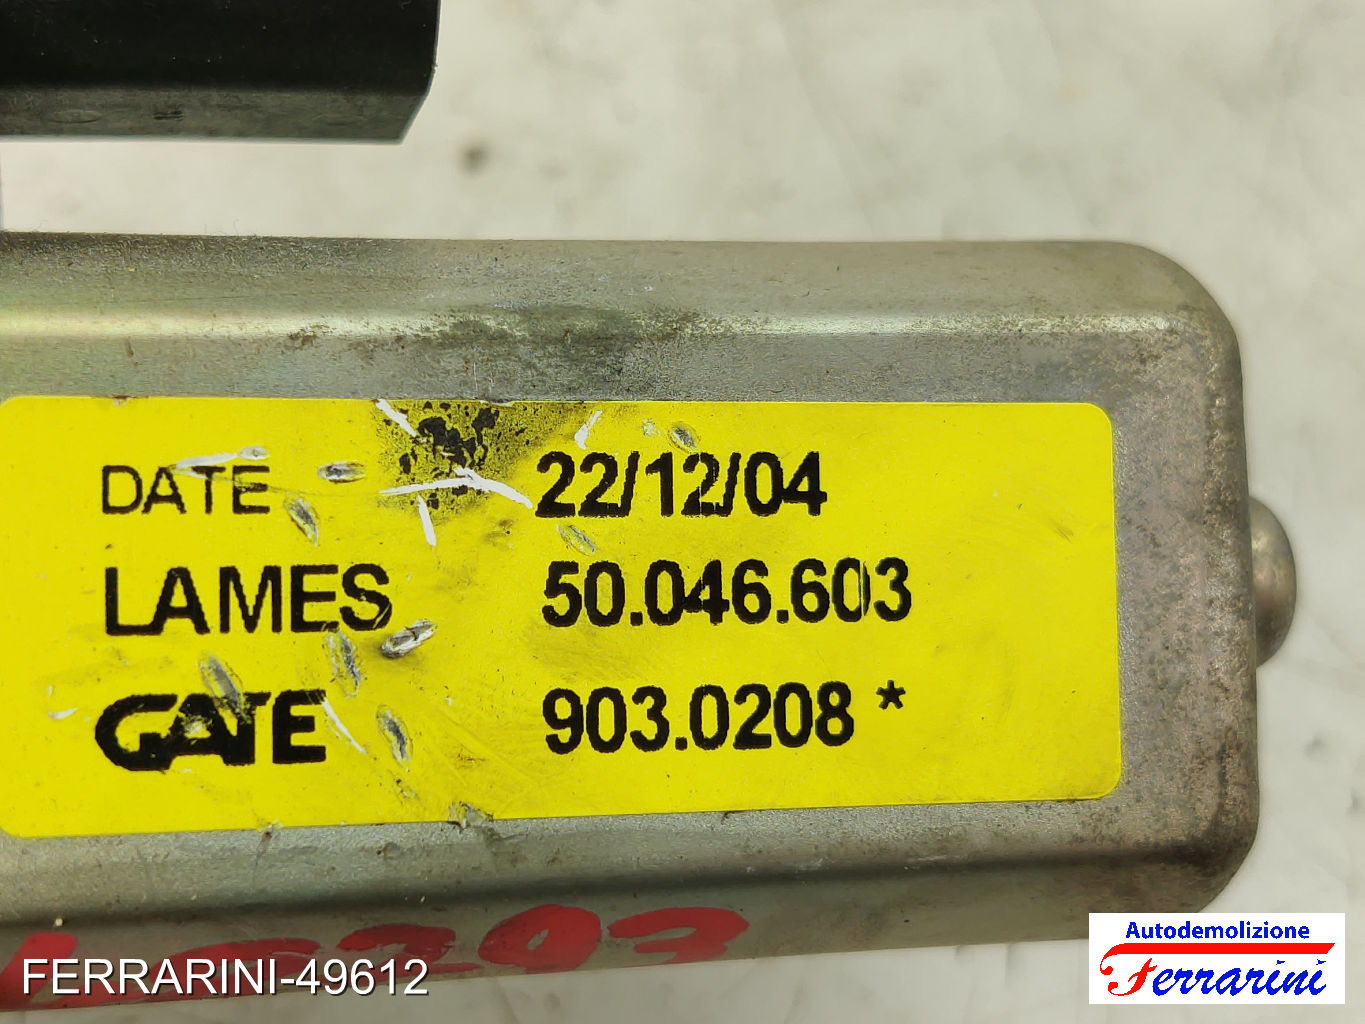 DATE 22/12/04
LAMES 50.046.603
GATE 903.0208 *
FERRARINI-49612
Autodemolizione
Ferrarini